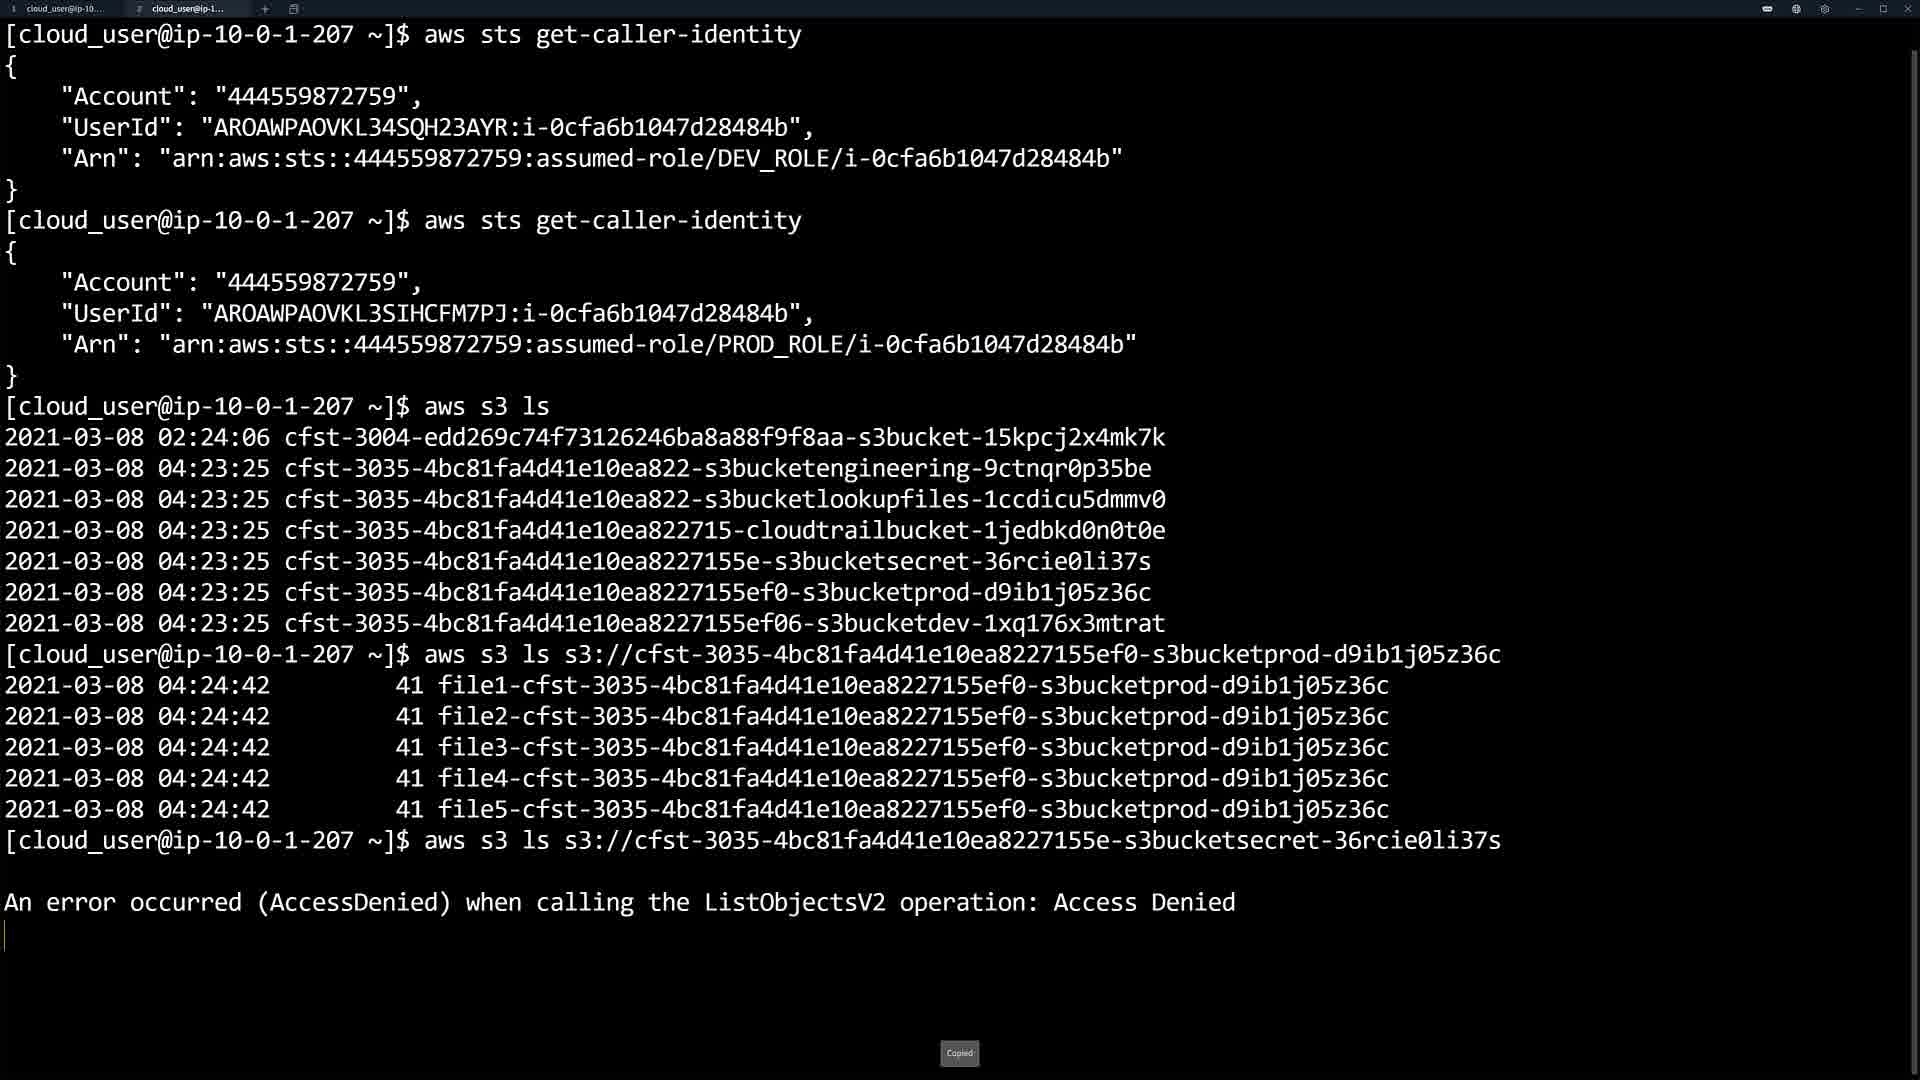 1 cloud_user@ip-10... 2 cloud_user@ip-1...
[cloud_user@ip-10-0-1-207 ~]$ aws sts get-caller-identity
{
    "Account": "444559872759",
    "UserId": "AROAWPAOVKL34SQH23AYR:i-0cfa6b1047d28484b",
    "Arn": "arn:aws:sts::444559872759:assumed-role/DEV_ROLE/i-0cfa6b1047d28484b"
}
[cloud_user@ip-10-0-1-207 ~]$ aws sts get-caller-identity
{
    "Account": "444559872759",
    "UserId": "AROAWPAOVKL3SIHCFM7PJ:i-0cfa6b1047d28484b",
    "Arn": "arn:aws:sts::444559872759:assumed-role/PROD_ROLE/i-0cfa6b1047d28484b"
}
[cloud_user@ip-10-0-1-207 ~]$ aws s3 ls
2021-03-08 02:24:06 cfst-3004-edd269c74f73126246ba8a88f9f8aa-s3bucket-15kpcj2x4mk7k
2021-03-08 04:23:25 cfst-3035-4bc81fa4d41e10ea822-s3bucketengineering-9ctnqr0p35be
2021-03-08 04:23:25 cfst-3035-4bc81fa4d41e10ea822-s3bucketlookupfiles-1ccdicu5dmmv0
2021-03-08 04:23:25 cfst-3035-4bc81fa4d41e10ea822715-cloudtrailbucket-1jedbkd0n0t0e
2021-03-08 04:23:25 cfst-3035-4bc81fa4d41e10ea8227155e-s3bucketsecret-36rcie0li37s
2021-03-08 04:23:25 cfst-3035-4bc81fa4d41e10ea8227155ef0-s3bucketprod-d9ib1j05z36c
2021-03-08 04:23:25 cfst-3035-4bc81fa4d41e10ea8227155ef06-s3bucketdev-1xq176x3mtrat
[cloud_user@ip-10-0-1-207 ~]$ aws s3 ls s3://cfst-3035-4bc81fa4d41e10ea8227155ef0-s3bucketprod-d9ib1j05z36c
2021-03-08 04:24:42         41 file1-cfst-3035-4bc81fa4d41e10ea8227155ef0-s3bucketprod-d9ib1j05z36c
2021-03-08 04:24:42         41 file2-cfst-3035-4bc81fa4d41e10ea8227155ef0-s3bucketprod-d9ib1j05z36c
2021-03-08 04:24:42         41 file3-cfst-3035-4bc81fa4d41e10ea8227155ef0-s3bucketprod-d9ib1j05z36c
2021-03-08 04:24:42         41 file4-cfst-3035-4bc81fa4d41e10ea8227155ef0-s3bucketprod-d9ib1j05z36c
2021-03-08 04:24:42         41 file5-cfst-3035-4bc81fa4d41e10ea8227155ef0-s3bucketprod-d9ib1j05z36c
[cloud_user@ip-10-0-1-207 ~]$ aws s3 ls s3://cfst-3035-4bc81fa4d41e10ea8227155e-s3bucketsecret-36rcie0li37s
An error occurred (AccessDenied) when calling the ListObjectsV2 operation: Access Denied
Copied